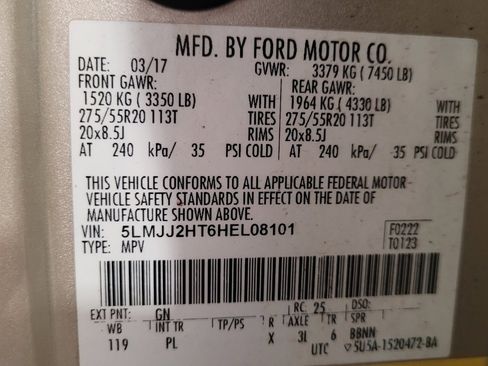 MFD. BY FORD MOTOR CO.
DATE: 03/17 GVWR: 3379 KG (7450 LB)
FRONT GAWR: REAR GAWR:
1520 KG (3350 LB) WITH 1964 KG (4330 LB) WITH
275/55R20 113T TIRES 275/55R20 113T TIRES
20x8.5J RIMS 20x8.5J RIMS
AT 240 kPa/ 35 PSI COLD AT 240 kPa/ 35 PSI COLD
THIS VEHICLE CONFORMS TO ALL APPLICABLE FEDERAL MOTOR
VEHICLE SAFETY STANDARDS IN EFFECT ON THE DATE OF
MANUFACTURE SHOWN ABOVE.
VIN: 5LMJJ2HT6HEL08101 F0222
TYPE: MPV T0123
EXT PNT: GN RC: 25 DSO:
WB INT TR TP/PS R AXLE TR SPR
119 PL X 3L 6 BBNN
UTC ▽5U5A-1520472-BA